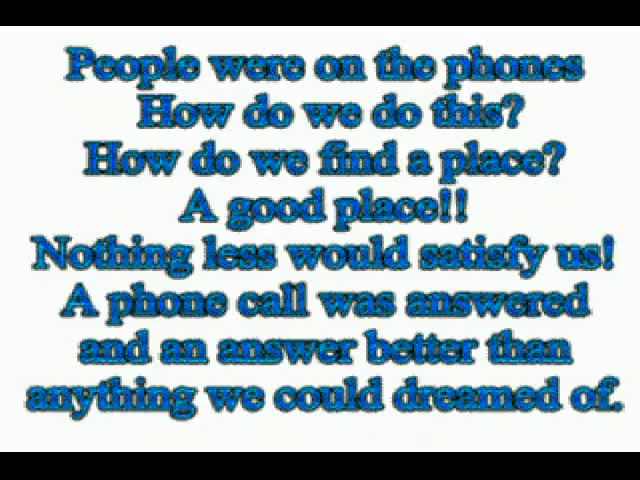 People were on the phones
How do we do this?
How do we find a place?
A good place!!
Nothing less would satisfy us!
A phone call was answered
and an answer better than
anything we could dreamed of.